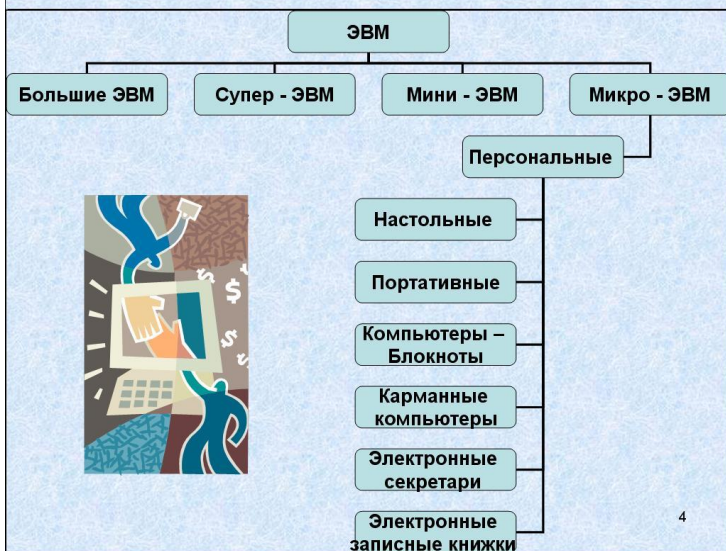 ЭВМ
Большие ЭВМ
Супер - ЭВМ
Мини - ЭВМ
Микро - ЭВМ
Персональные
Настольные
Портативные
Компьютеры –
Блокноты
Карманные
компьютеры
Электронные
секретари
Электронные
записные книжки
$
$
$
$
4